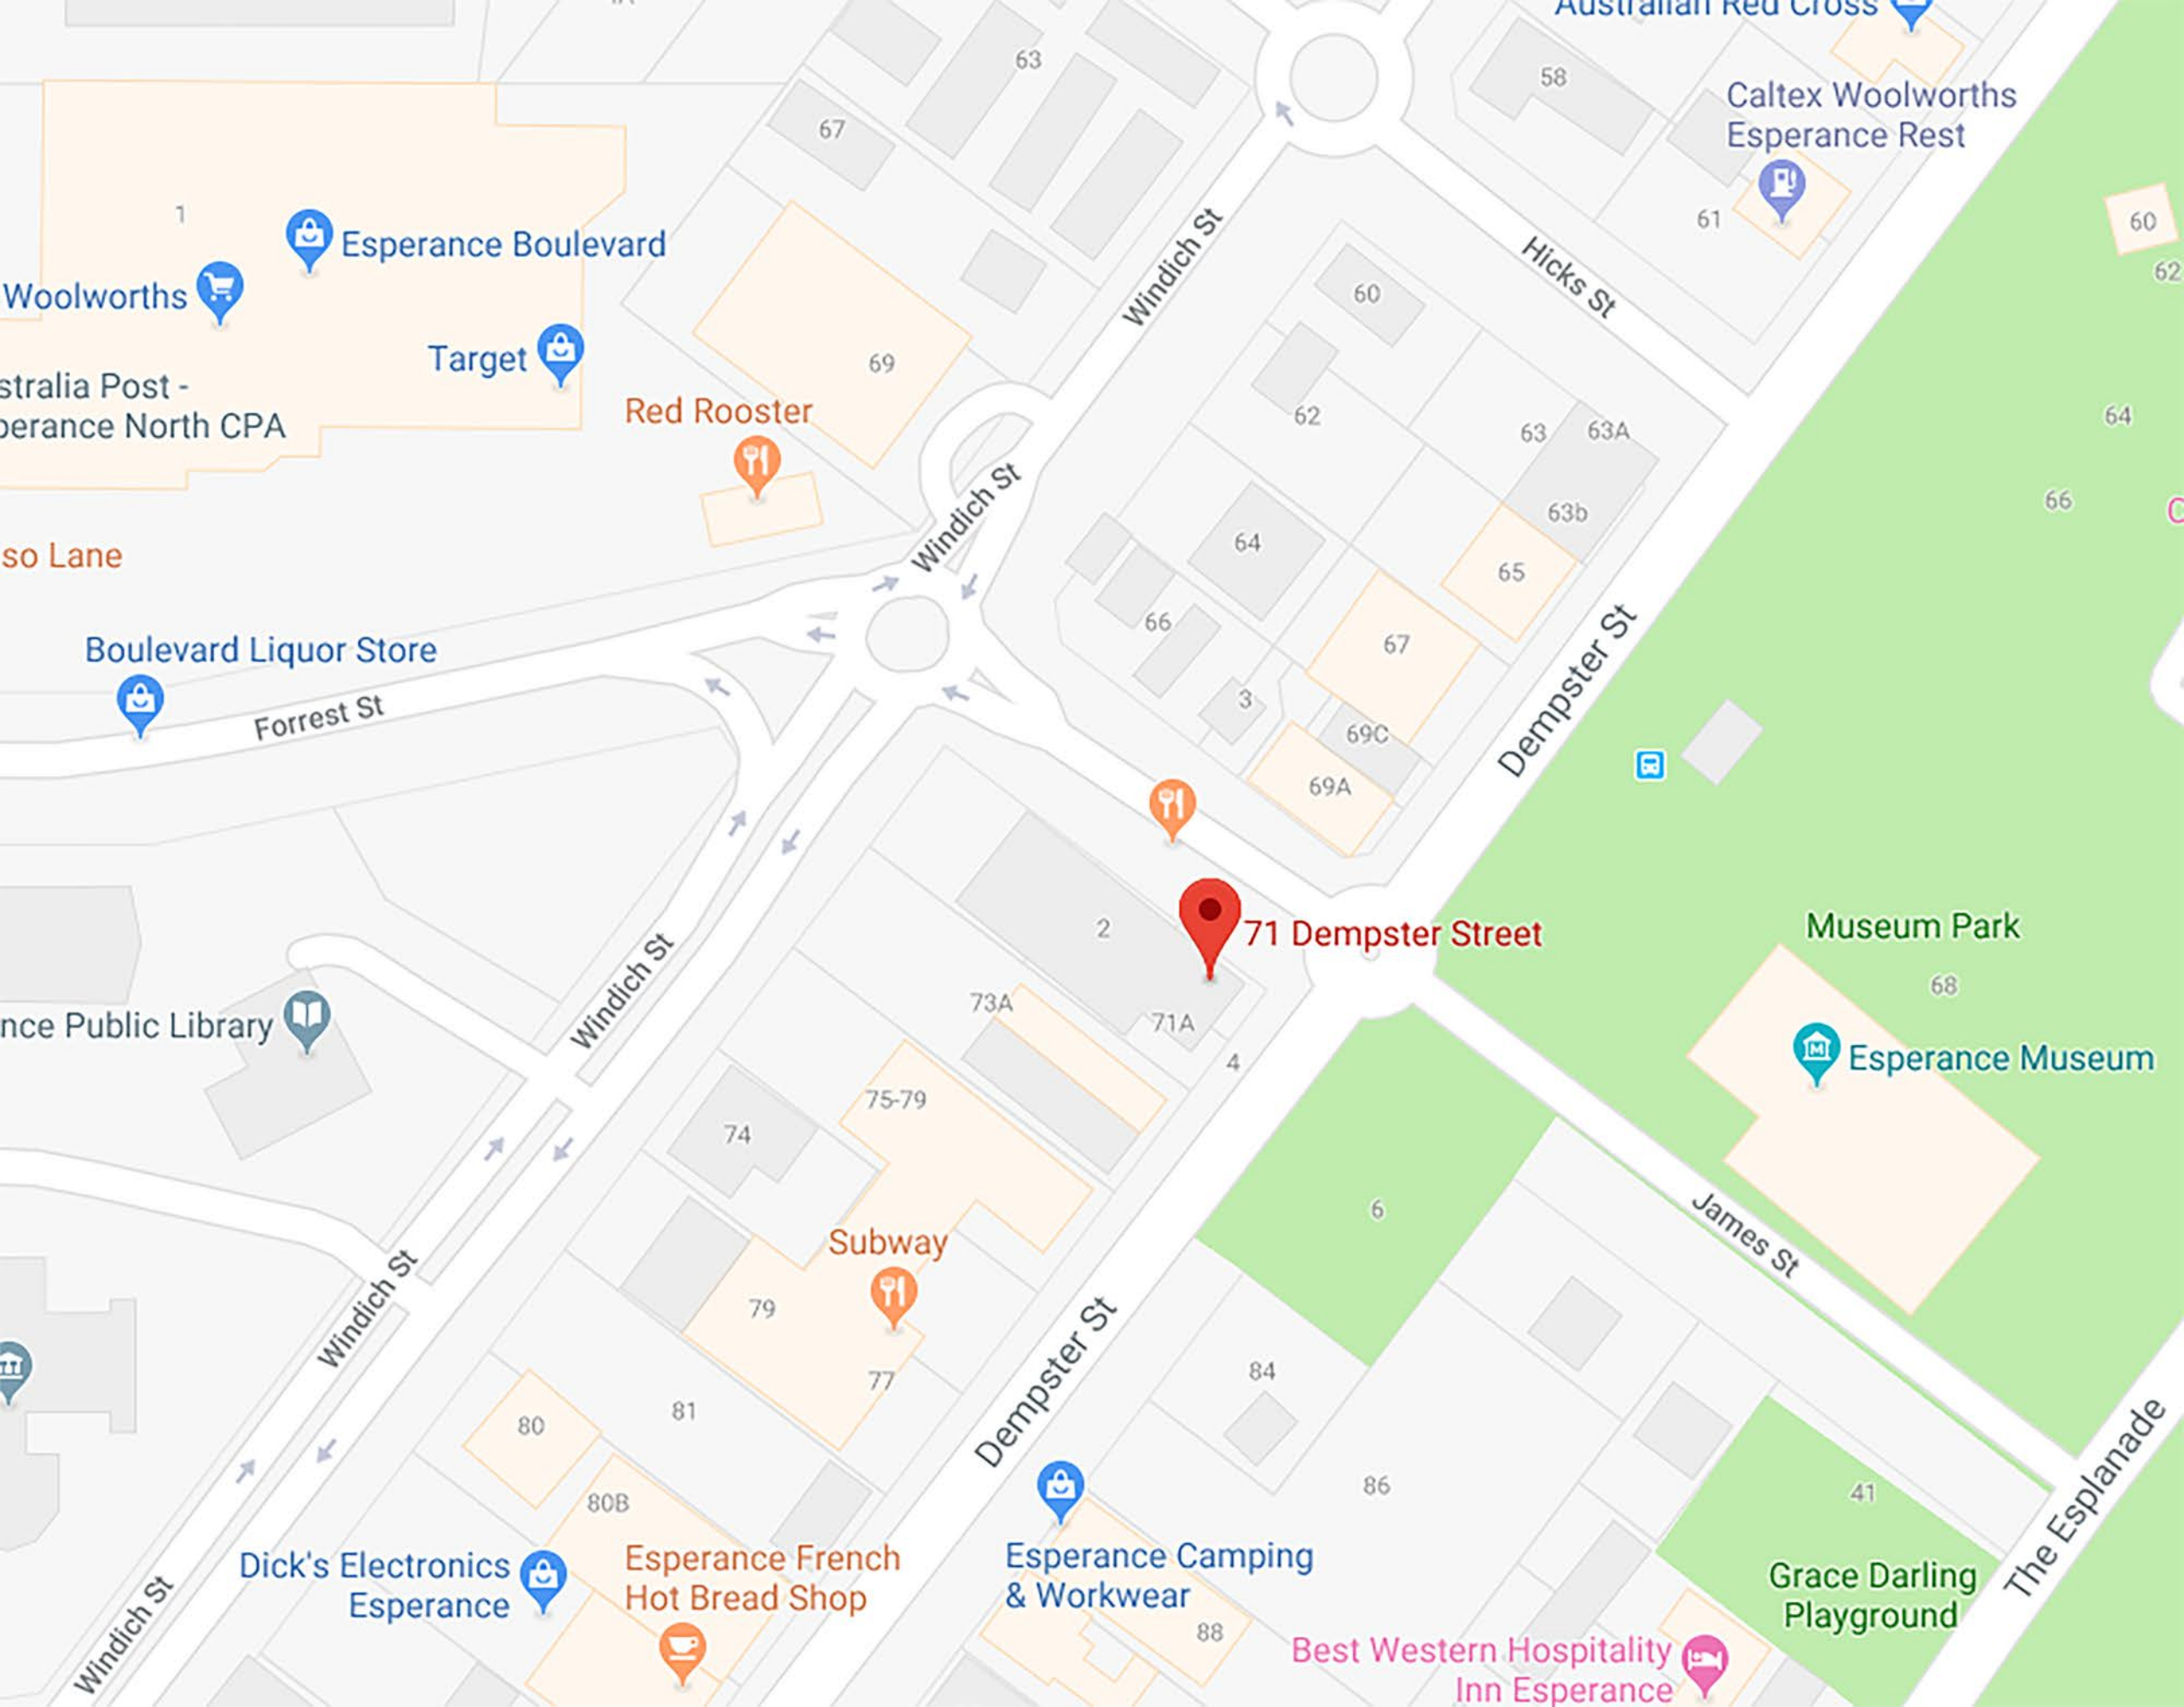 Australian Red Cross
63
58
Caltex Woolworths
Esperance Rest
67
1
61
60
62
Esperance Boulevard
Windich St
Hicks St
Woolworths
60
Target
69
stralia Post -
perance North CPA
Red Rooster
62
63
63A
64
Windich St
63b
66
so Lane
64
65
66
67
Boulevard Liquor Store
Forrest St
3
69C
69A
Dempster St
2
71 Dempster Street
Museum Park
68
Windich St
73A
71A
nce Public Library
4
Esperance Museum
75-79
74
6
James St
Subway
Windich St
79
77
Dempster St
84
81
80
86
41
The Esplanade
80B
Dick's Electronics
Esperance
Esperance French
Hot Bread Shop
Esperance Camping
& Workwear
Grace Darling
Playground
88
Windich St
Best Western Hospitality
Inn Esperance